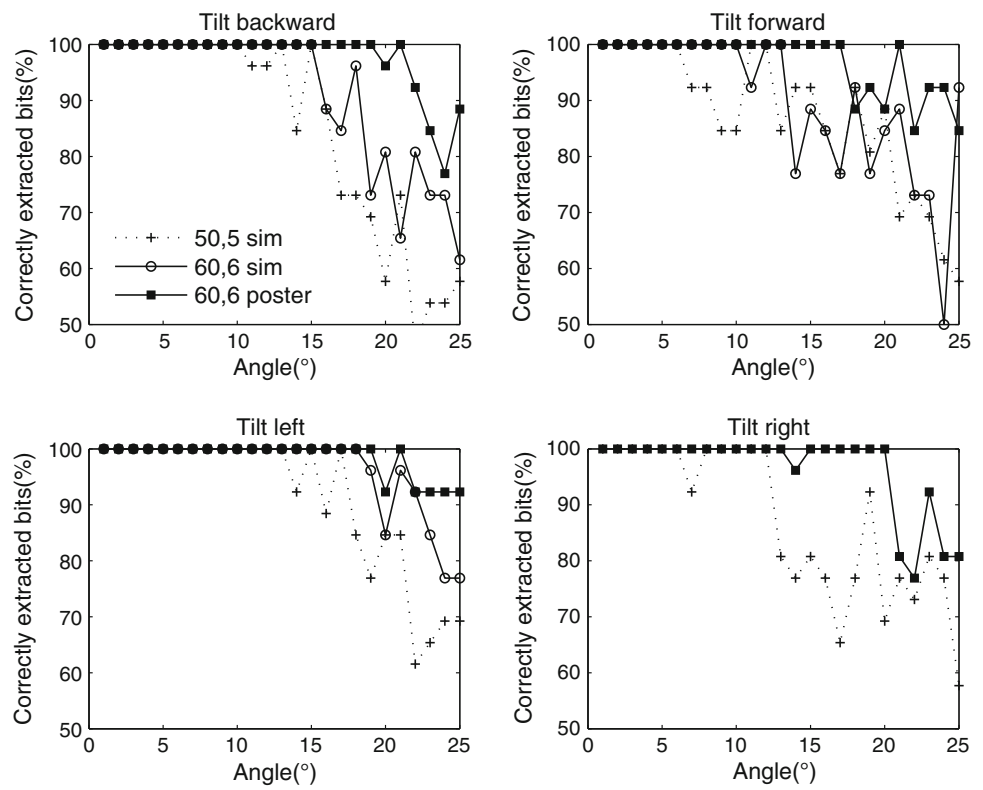 Tilt backward
Correctly extracted bits(%)
100
90
80
70
60
50
50,5 sim
60,6 sim
60,6 poster
0 5 10 15 20 25
Angle(°)
Tilt forward
Correctly extracted bits(%)
100
90
80
70
60
50
0 5 10 15 20 25
Angle(°)
Tilt left
Correctly extracted bits(%)
100
90
80
70
60
50
0 5 10 15 20 25
Angle(°)
Tilt right
Correctly extracted bits(%)
100
90
80
70
60
50
0 5 10 15 20 25
Angle(°)